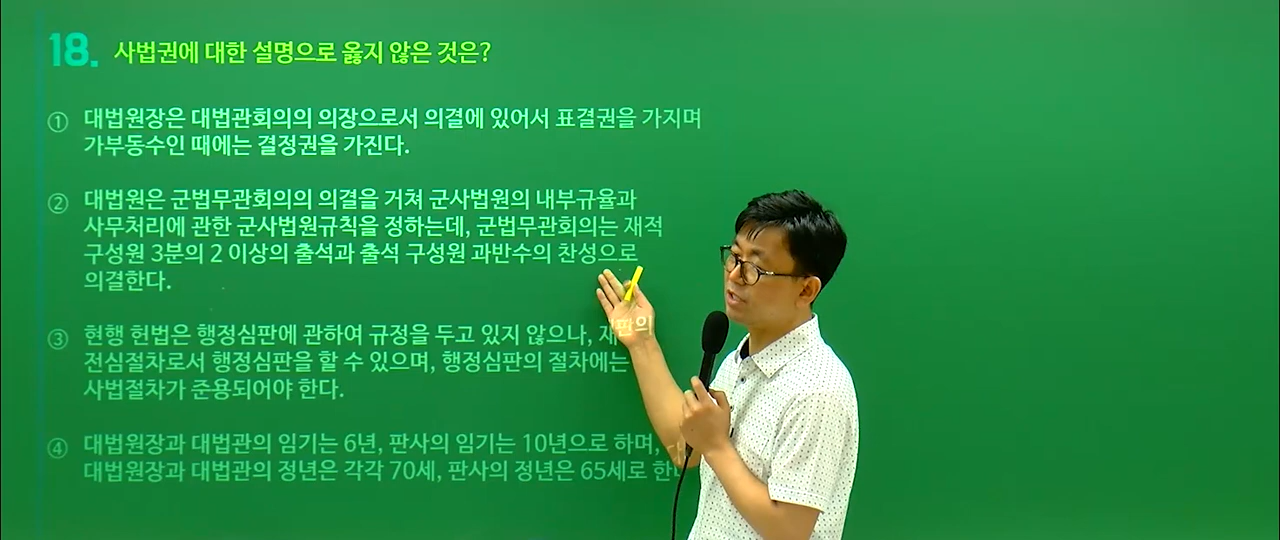 18. 사법권에 대한 설명으로 옳지 않은 것은?
① 대법원장은 대법관회의의 의장으로서 의결에 있어서 표결권을 가지며
가부동수인 때에는 결정권을 가진다.
② 대법원은 군법무관회의의 의결을 거쳐 군사법원의 내부규율과
사무처리에 관한 군사법원규칙을 정하는데, 군법무관회의는 재적
구성원 3분의 2 이상의 출석과 출석 구성원 과반수의 찬성으로
의결한다.
③ 현행 헌법은 행정심판에 관하여 규정을 두고 있지 않으나, 재판의
전심절차로서 행정심판을 할 수 있으며, 행정심판의 절차에는
사법절차가 준용되어야 한다.
④ 대법원장과 대법관의 임기는 6년, 판사의 임기는 10년으로 하며,
대법원장과 대법관의 정년은 각각 70세, 판사의 정년은 65세로